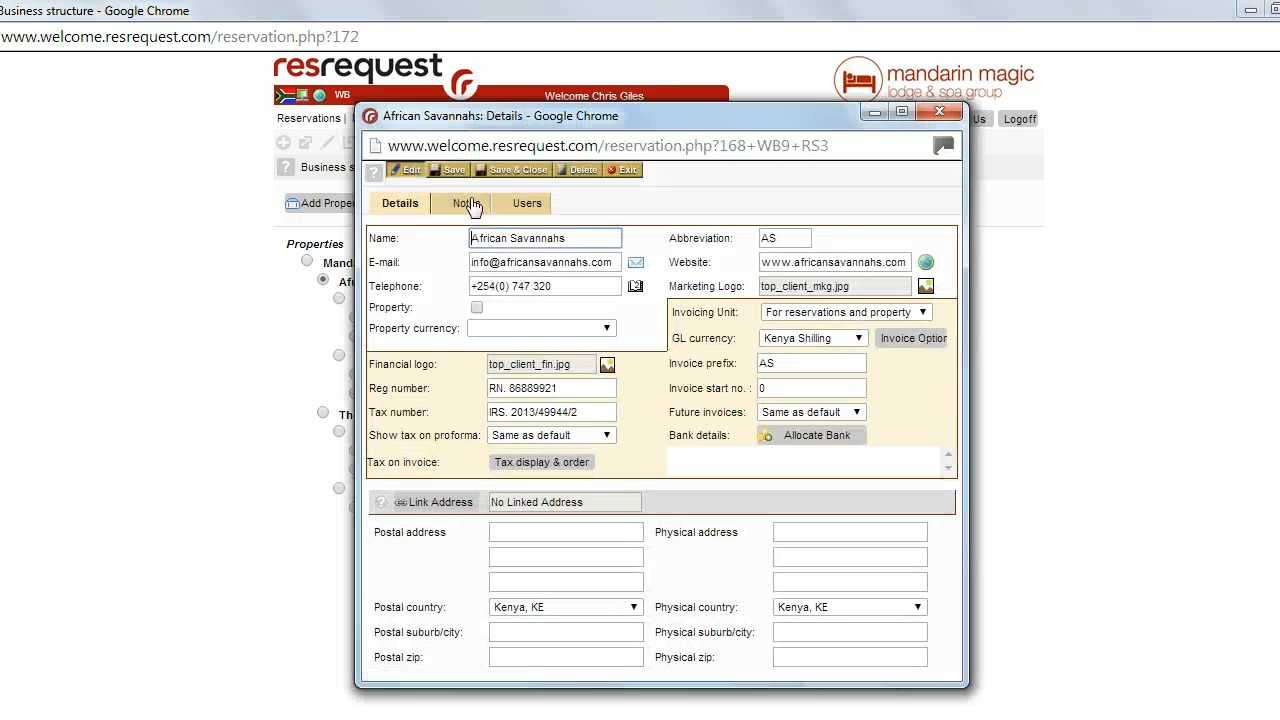 Business structure - Google Chrome
www.welcome.resrequest.com/reservation.php?172
resrequest
mandarin magic
lodge & spa group
WB
Welcome Chris Giles
African Savannahs: Details - Google Chrome
Reservations |
Us
Logoff
www.welcome.resrequest.com/reservation.php?168+WB9+RS3
Business s
Edit
Save
Save & Close
Delete
Exit
Add Prope
Details
Users
Properties
Name:
African Savannahs
Abbreviation:
AS
Mand
E-mail:
info@africansavannahs.com
Website:
www.africansavannahs.com
Afri
Telephone:
+254(0) 747 320
Marketing Logo:
top_client_mkg.jpg
Property:
Invoicing Unit:
For reservations and property
Property currency:
GL currency:
Kenya Shilling
Invoice Option
Financial logo:
top_client_fin.jpg
Invoice prefix:
AS
Reg number:
RN. 86889921
Invoice start no. :
0
Th
Tax number:
IRS. 2013/49944/2
Future invoices:
Same as default
Show tax on proforma:
Same as default
Bank details:
Allocate Bank
Tax on invoice:
Tax display & order
Link Address
No Linked Address
Postal address
Physical address
Postal country:
Kenya, KE
Physical country:
Kenya, KE
Postal suburb/city:
Physical suburb/city:
Postal zip:
Physical zip: